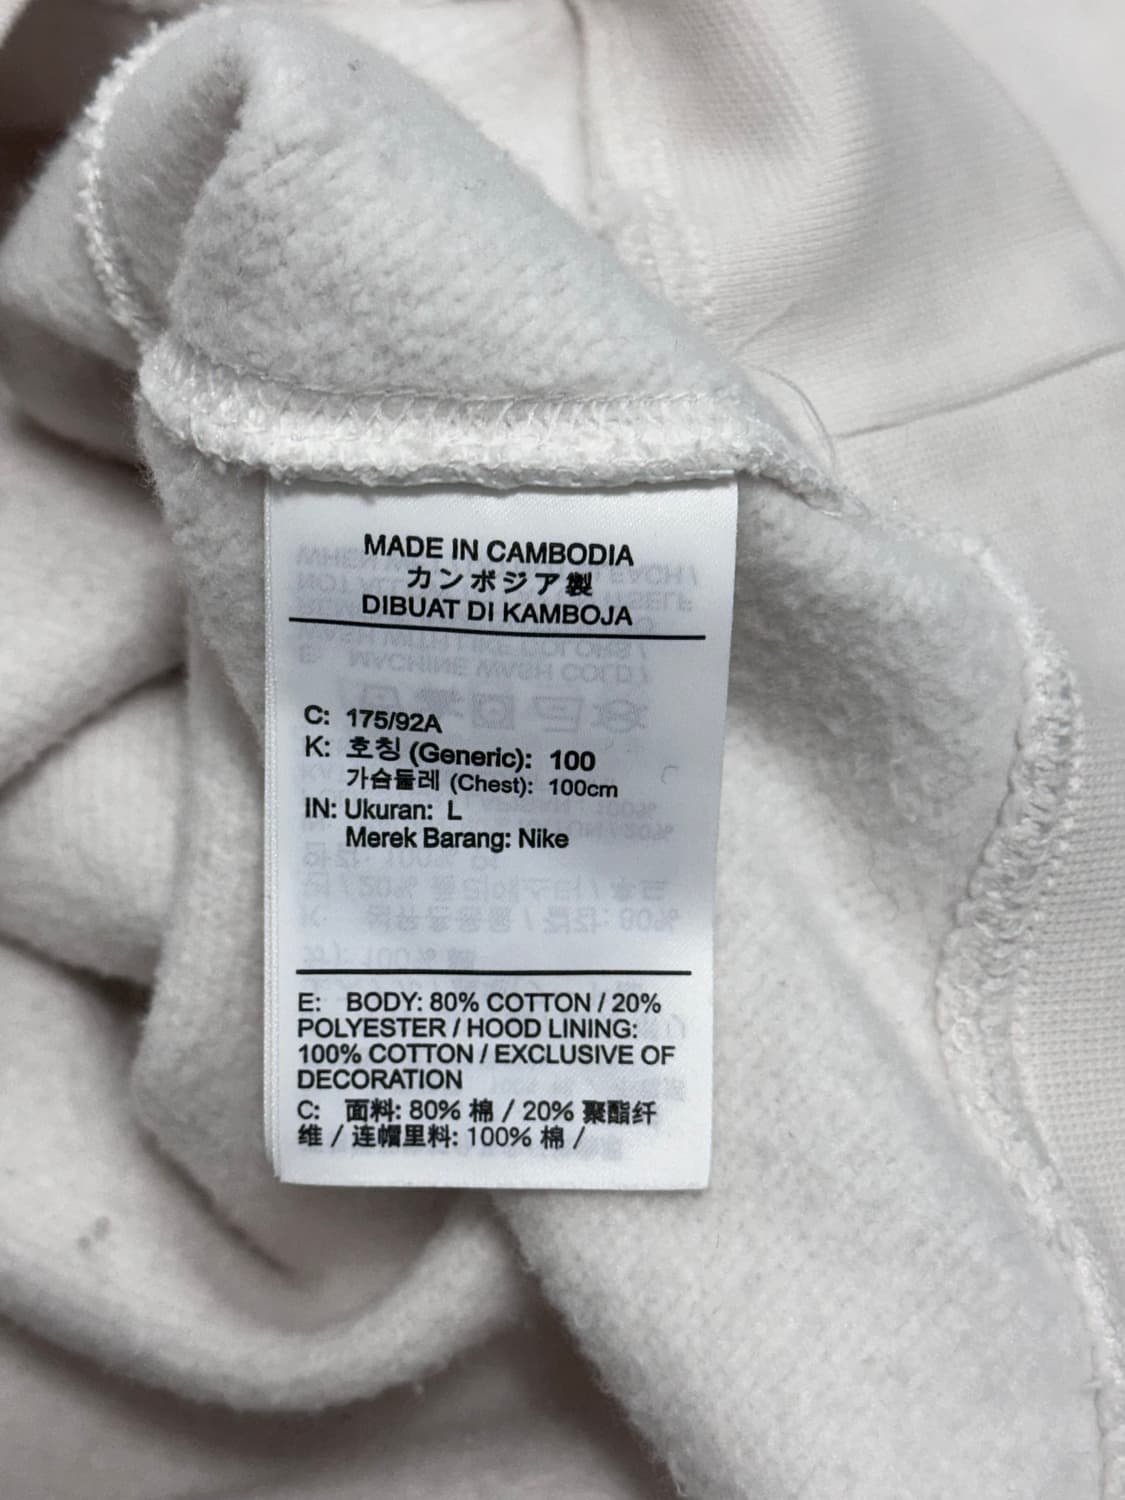 MADE IN CAMBODIA
カンボジア製
DIBUAT DI KAMBOJA
C: 175/92A
K: 호칭 (Generic): 100
가슴둘레 (Chest): 100cm
IN: Ukuran: L
Merek Barang: Nike
E: BODY: 80% COTTON / 20%
POLYESTER / HOOD LINING:
100% COTTON / EXCLUSIVE OF
DECORATION
C: 面料: 80% 棉 / 20% 聚酯纤
维 / 连帽里料: 100% 棉 /